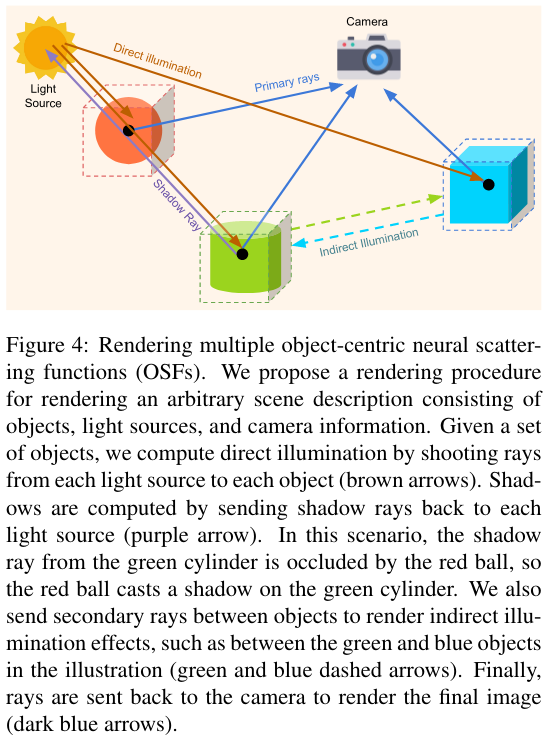 Camera
Direct illumination
Primary rays
Light
Source
Shadow Ray
Indirect Illumination
Figure 4: Rendering multiple object-centric neural scatter-
ing functions (OSFs). We propose a rendering procedure
for rendering an arbitrary scene description consisting of
objects, light sources, and camera information. Given a set
of objects, we compute direct illumination by shooting rays
from each light source to each object (brown arrows). Shad-
ows are computed by sending shadow rays back to each
light source (purple arrow). In this scenario, the shadow
ray from the green cylinder is occluded by the red ball, so
the red ball casts a shadow on the green cylinder. We also
send secondary rays between objects to render indirect illu-
mination effects, such as between the green and blue objects
in the illustration (green and blue dashed arrows). Finally,
rays are sent back to the camera to render the final image
(dark blue arrows).